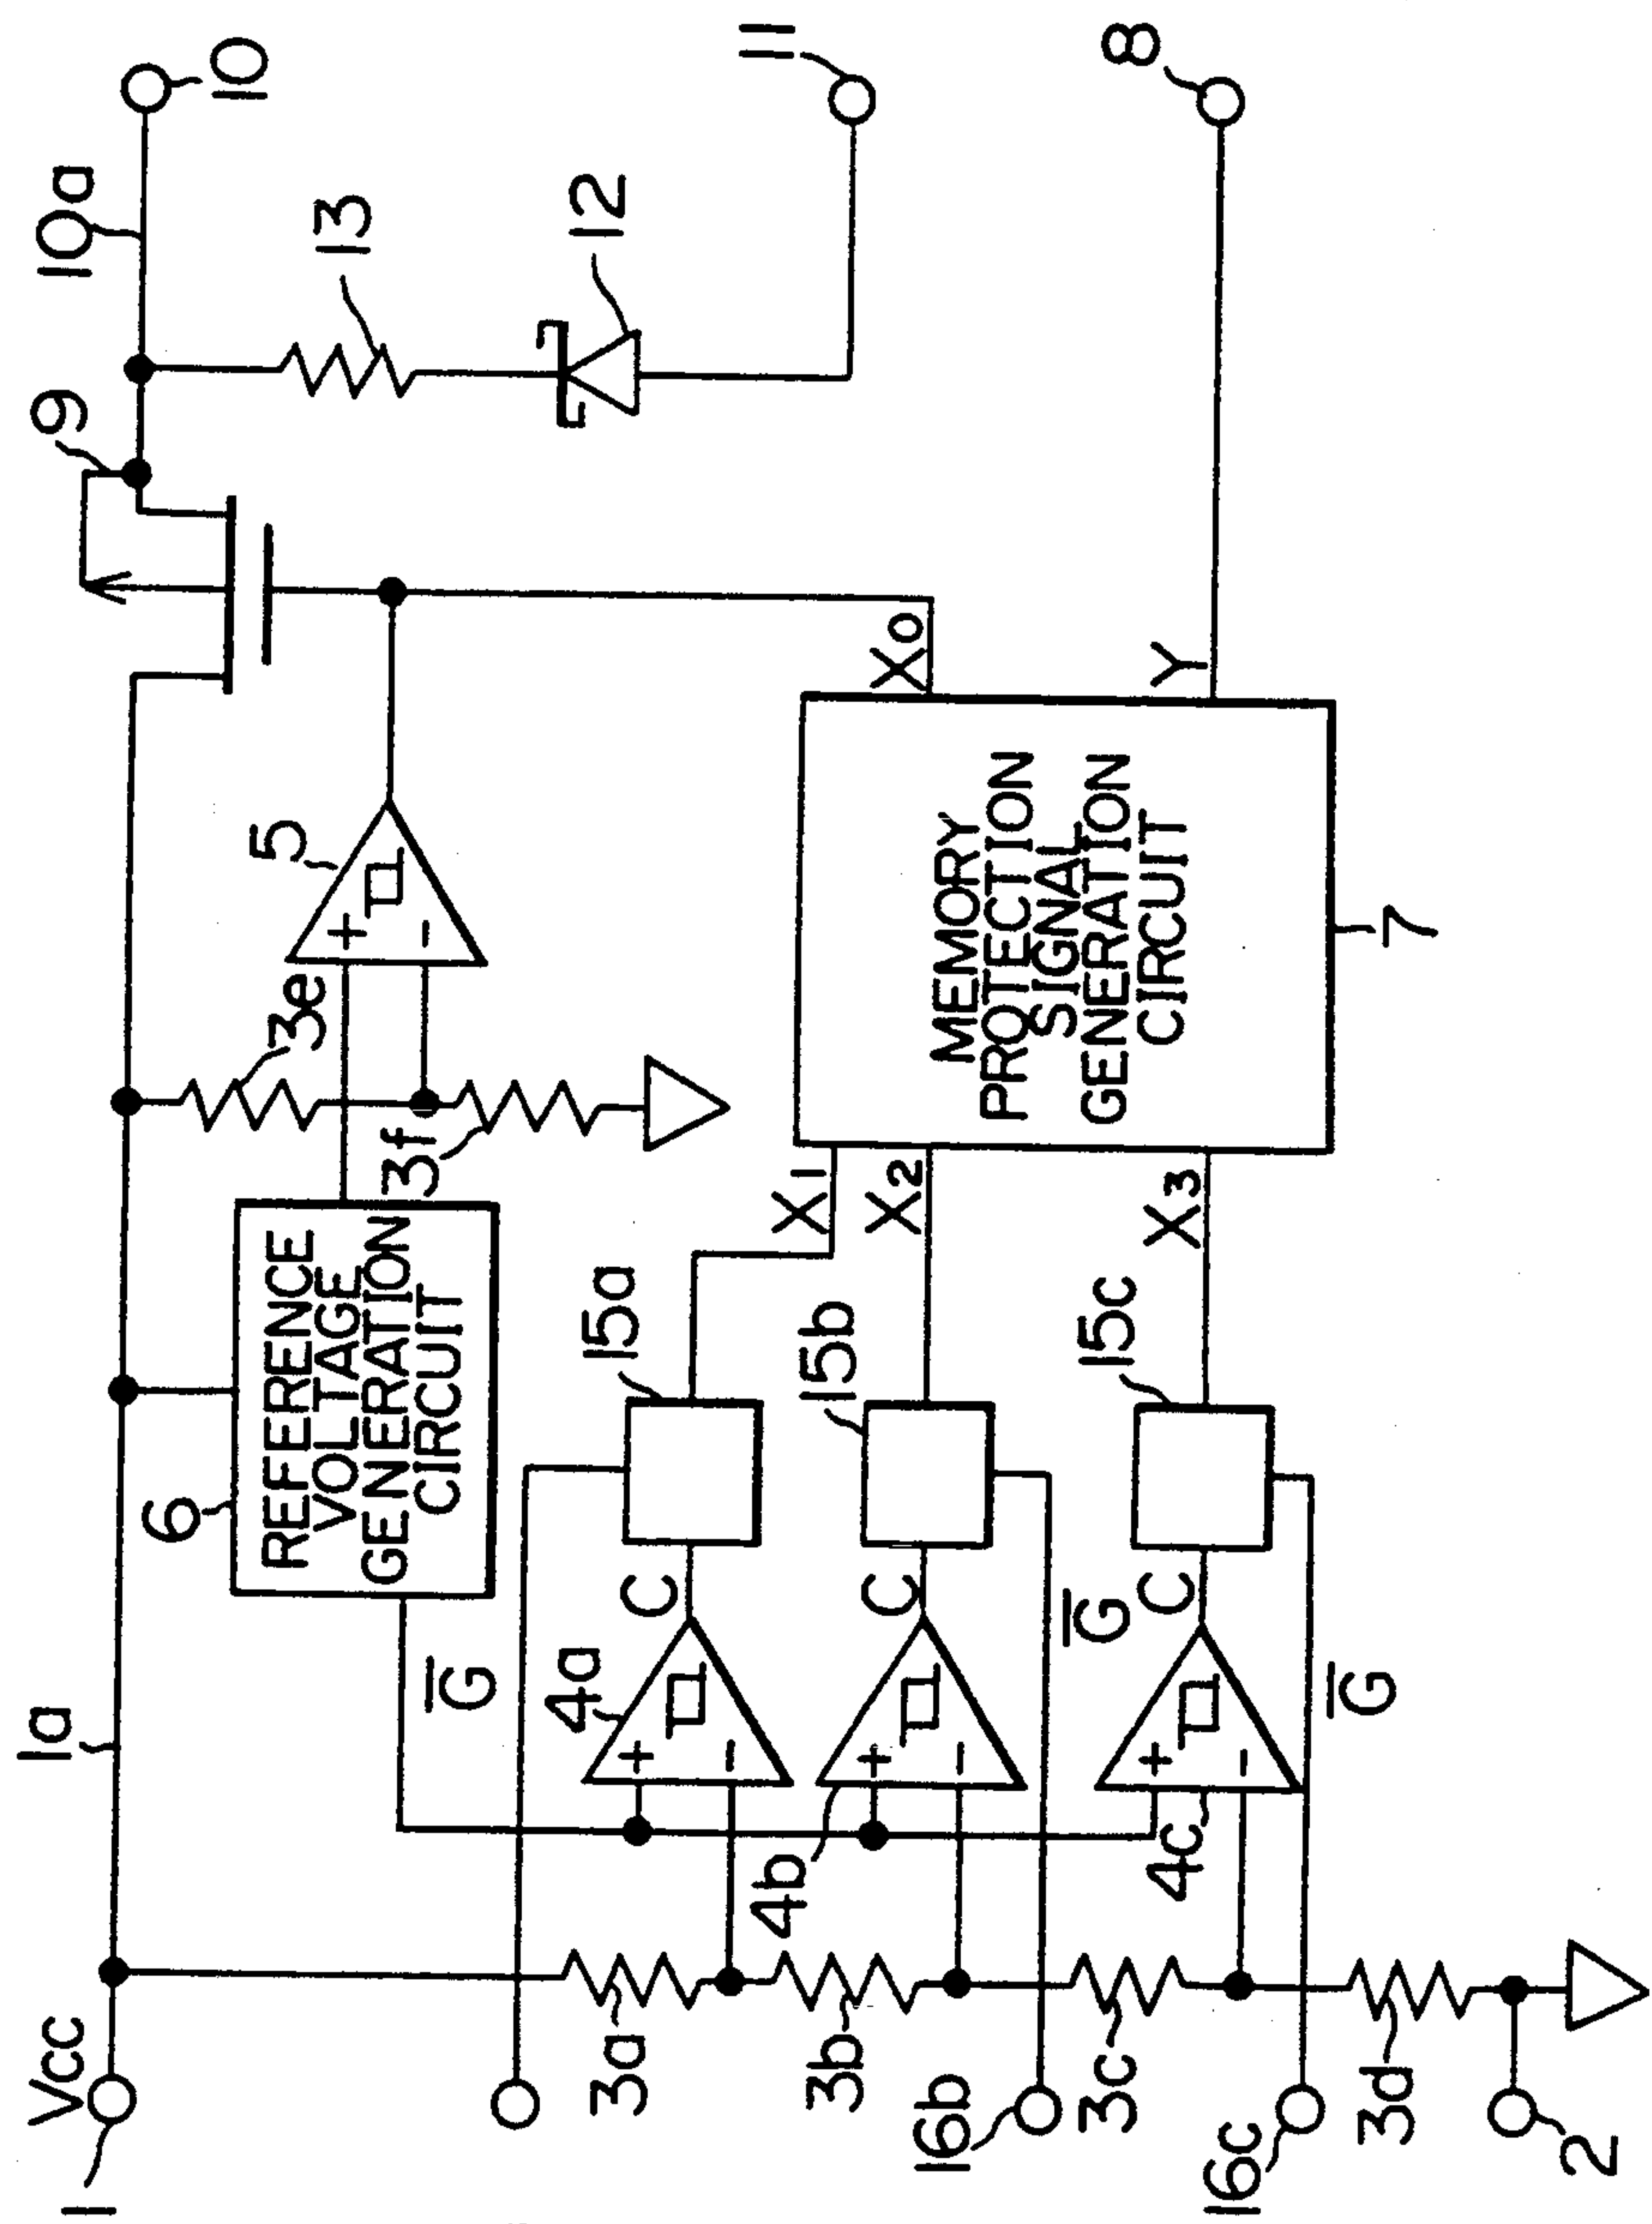 1
Vcc
1a
6
REFERENCE
VOLTAGE
GENERATION
CIRCUIT
3e
3f
5
+
-
9
10a
10
13
12
11
G
4a
+
-
C
15a
X1
3a
4b
+
-
C
15b
X2
X0
3b
16b
G
4c
+
-
C
15c
X3
MEMORY
PROTECTION
SIGNAL
GENERATION
CIRCUIT
7
Y
8
3c
16c
G
3d
2